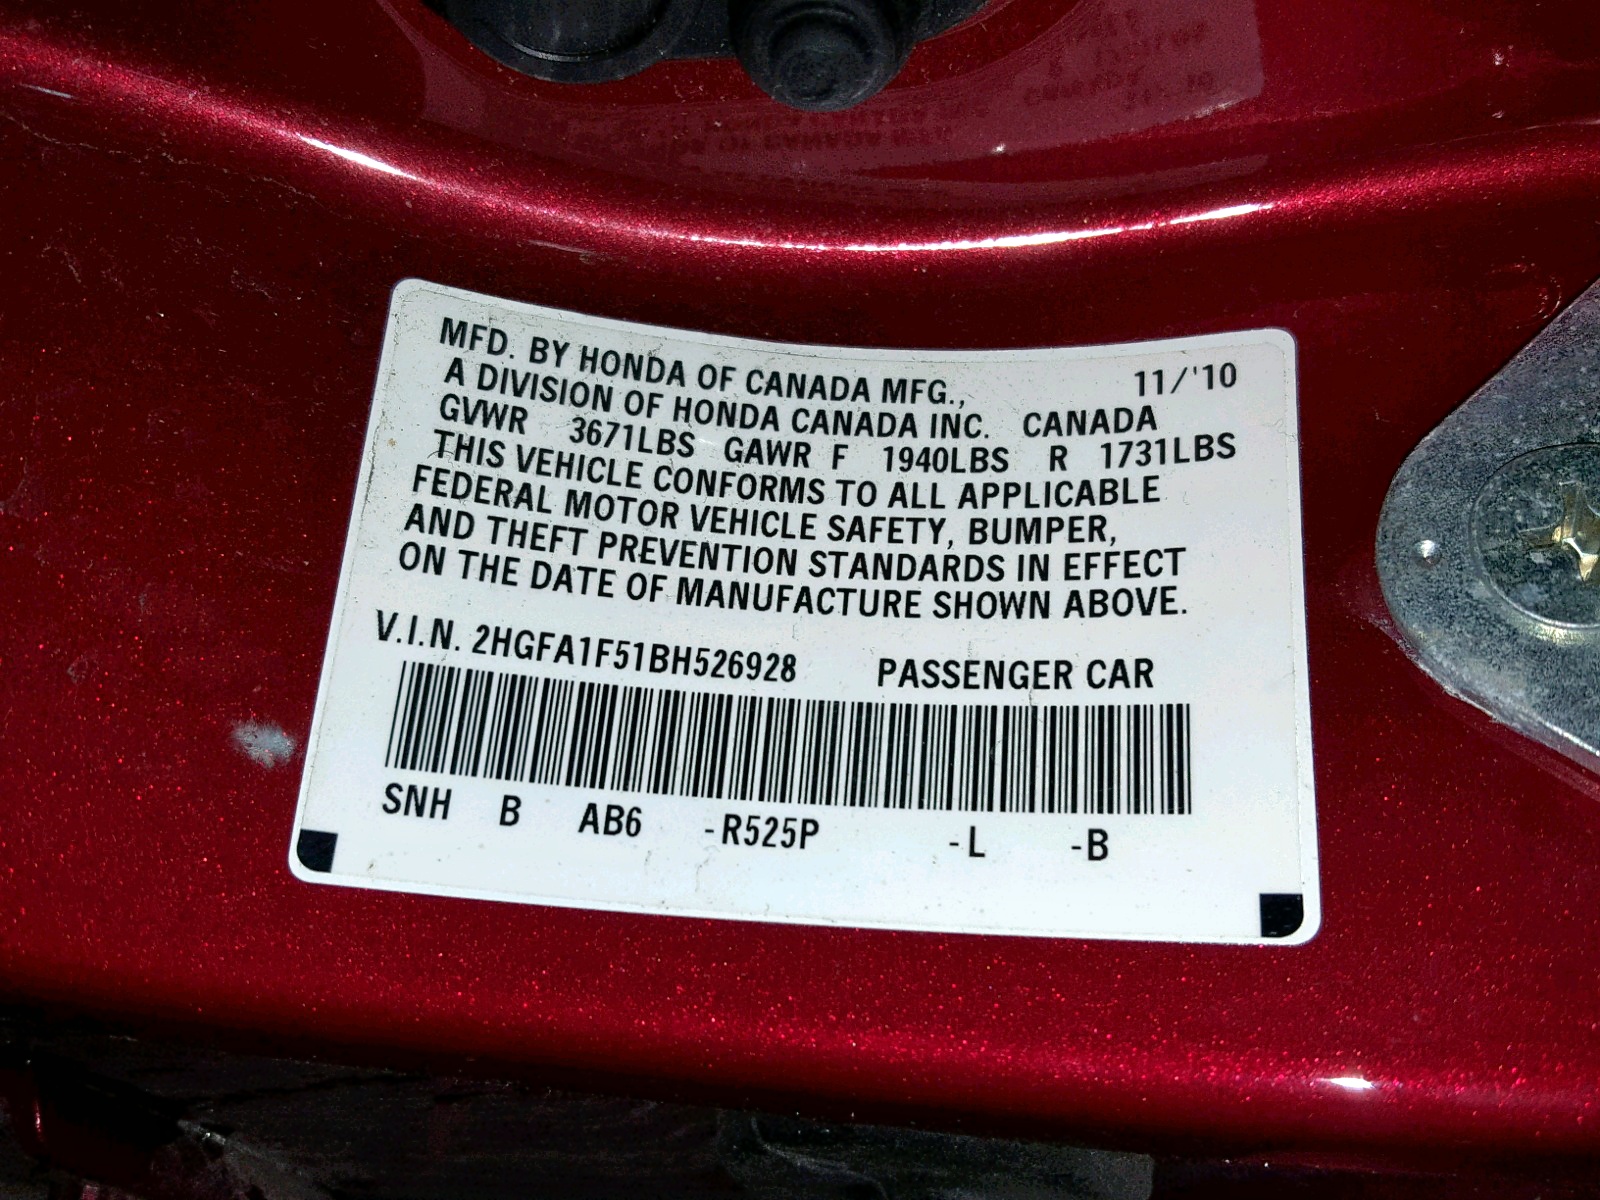 MFD. BY HONDA OF CANADA MFG., 11/'10
A DIVISION OF HONDA CANADA INC. CANADA
GVWR 3671LBS GAWR F 1940LBS R 1731LBS
THIS VEHICLE CONFORMS TO ALL APPLICABLE
FEDERAL MOTOR VEHICLE SAFETY, BUMPER,
AND THEFT PREVENTION STANDARDS IN EFFECT
ON THE DATE OF MANUFACTURE SHOWN ABOVE.
V.I.N. 2HGFA1F51BH526928 PASSENGER CAR
SNH B AB6 -R525P -L -B